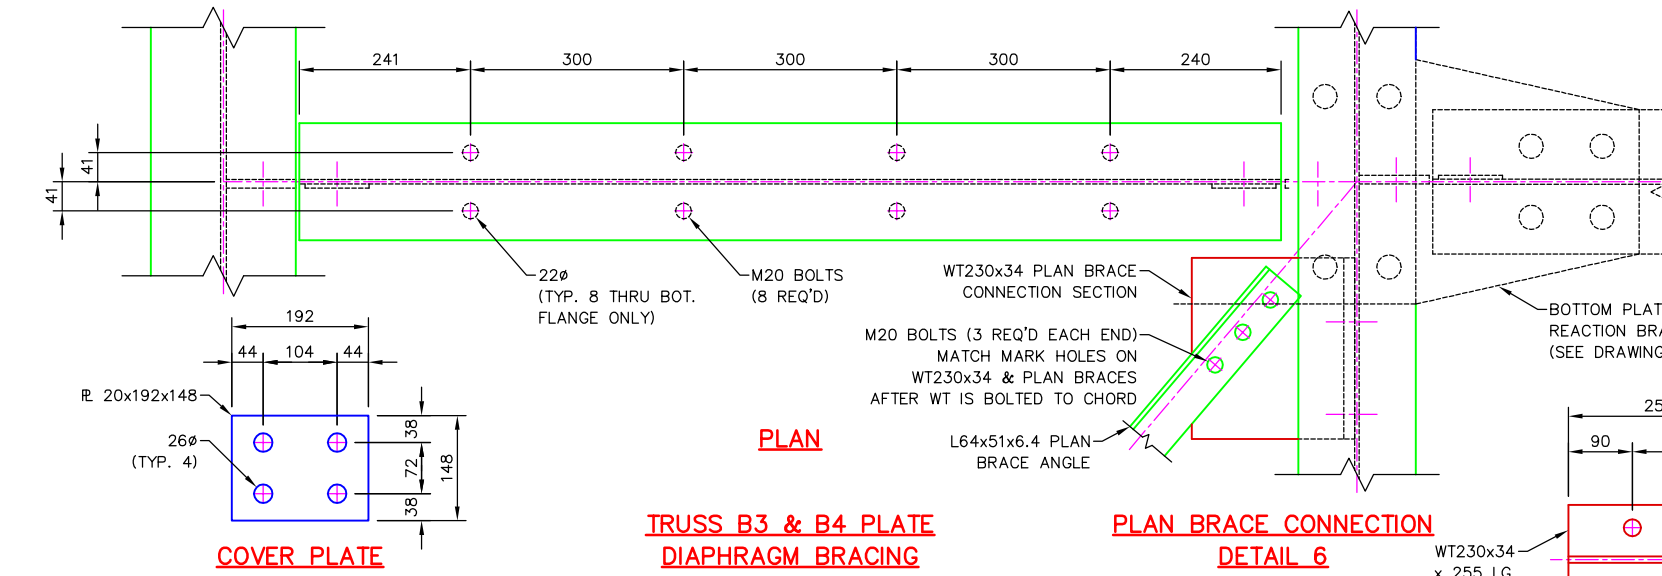 241
300
300
300
240
41
41
22ø
(TYP. 8 THRU BOT.
FLANGE ONLY)
M20 BOLTS
(8 REQ'D)
WT230x34 PLAN BRACE
CONNECTION SECTION
M20 BOLTS (3 REQ'D EACH END)
MATCH MARK HOLES ON
WT230x34 & PLAN BRACES
AFTER WT IS BOLTED TO CHORD
L64x51x6.4 PLAN
BRACE ANGLE
BOTTOM PLAT
REACTION BRA
(SEE DRAWING
192
44
104
44
℄ 20x192x148
26ø
(TYP. 4)
38
72
38
148
COVER PLATE
PLAN
TRUSS B3 & B4 PLATE
DIAPHRAGM BRACING
PLAN BRACE CONNECTION
DETAIL 6
25
90
WT230x34
x 255 LG